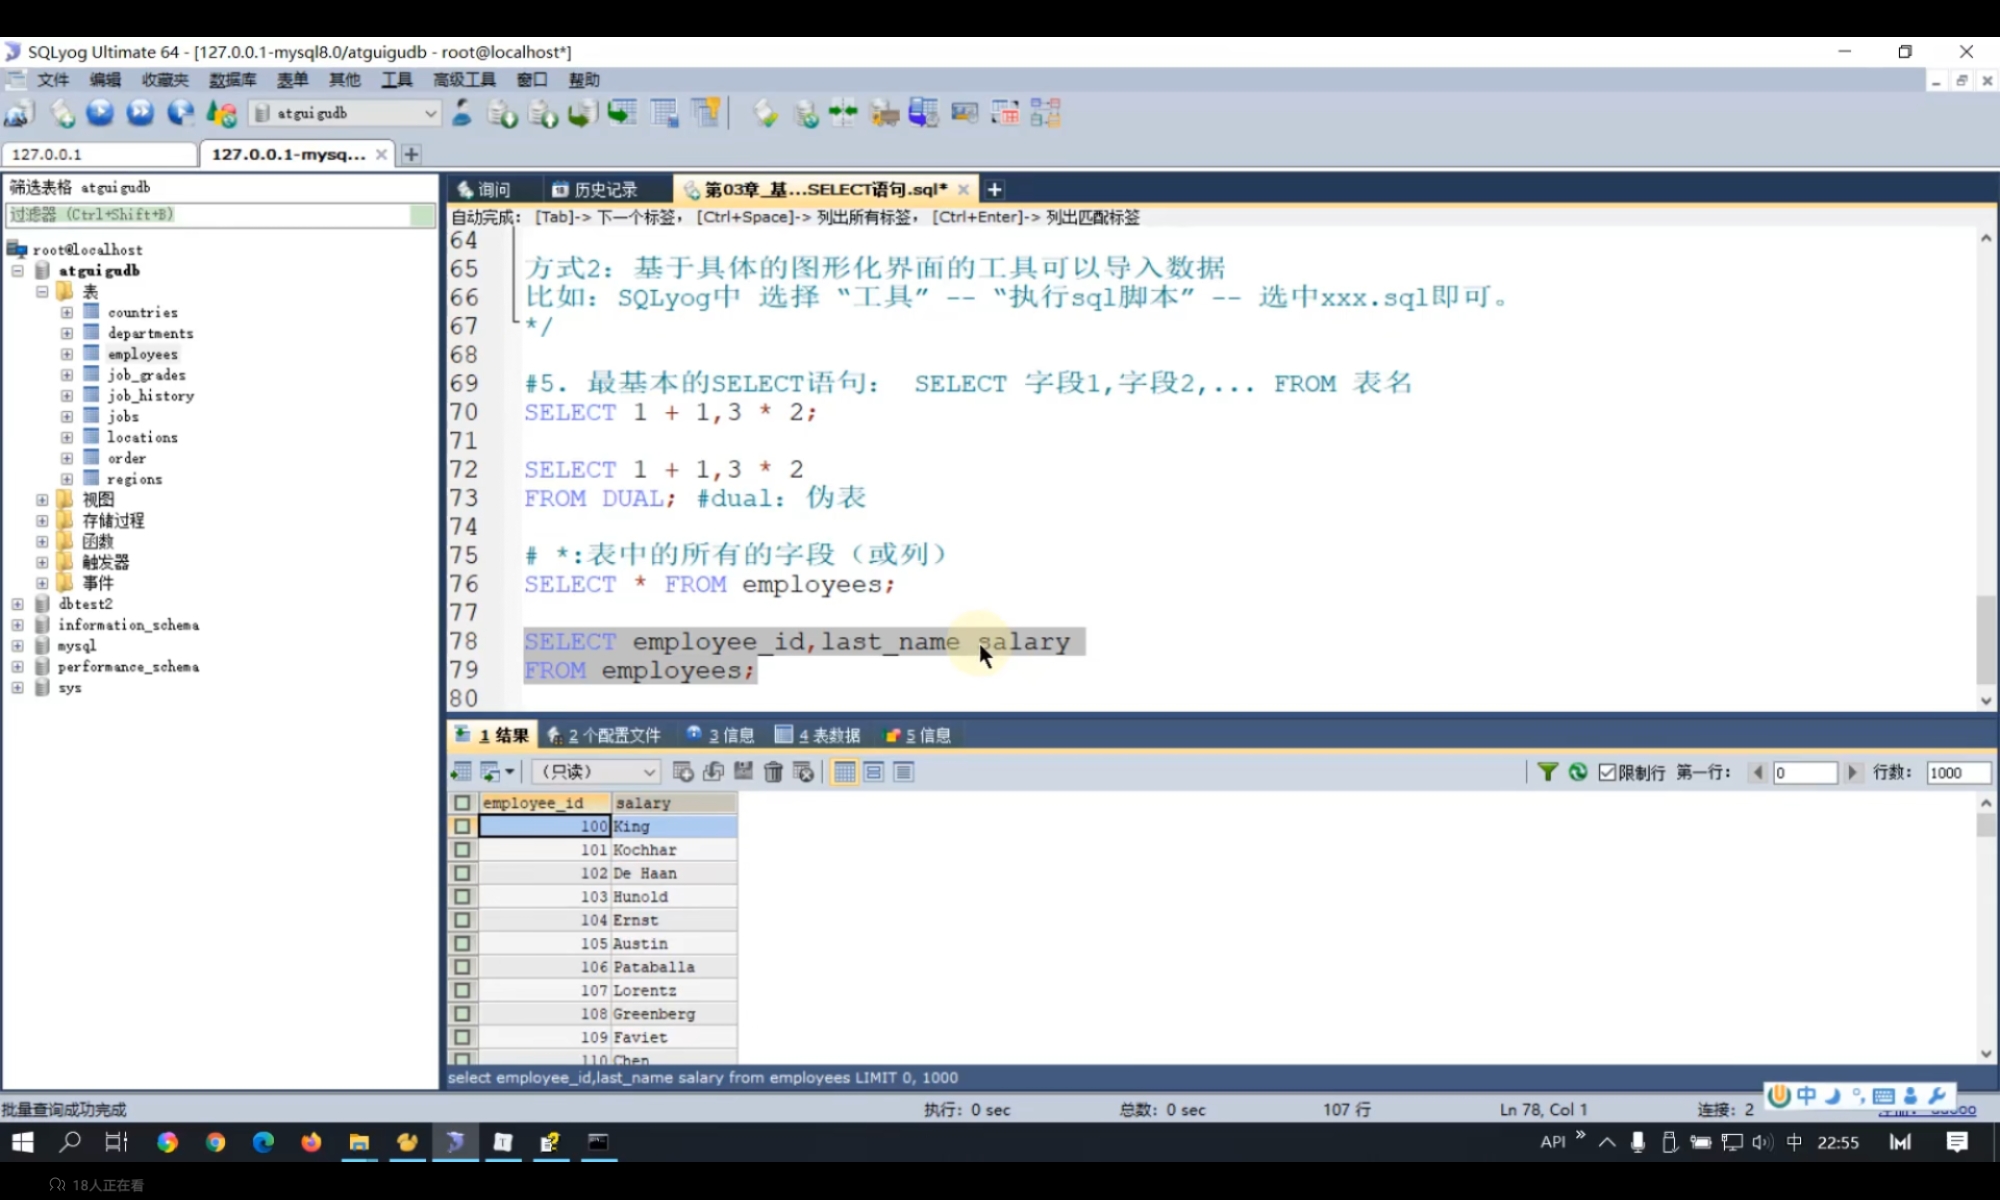 SQLyog Ultimate 64 - [127.0.0.1-mysql8.0/atguigudb - root@localhost*]
文件 编辑 收藏夹 数据库 表单 其他 工具 高级工具 窗口 帮助
atguigudb
127.0.0.1 127.0.0.1-mysq...
筛选表格 atguigudb
过滤器 (Ctrl+Shift+B)
root@localhost
atguigudb
表
countries
departments
employees
job_grades
job_history
jobs
locations
order
regions
视图
存储过程
函数
触发器
事件
dbtest2
information_schema
mysql
performance_schema
sys
询问 历史记录 第03章_基...SELECT语句.sql*
自动完成: [Tab]-> 下一个标签, [Ctrl+Space]-> 列出所有标签, [Ctrl+Enter]-> 列出匹配标签
64
65 方式2：基于具体的图形化界面的工具可以导入数据
66 比如：SQLyog中 选择 “工具” -- “执行sql脚本” -- 选中xxx.sql即可。
67 */
68
69 #5. 最基本的SELECT语句： SELECT 字段1,字段2,... FROM 表名
70 SELECT 1 + 1,3 * 2;
71
72 SELECT 1 + 1,3 * 2
73 FROM DUAL; #dual：伪表
74
75 # *:表中的所有的字段（或列）
76 SELECT * FROM employees;
77
78 SELECT employee_id,last_name salary
79 FROM employees;
80
1 结果 2 个配置文件 3 信息 4 表数据 5 信息
(只读) 限制行 第一行: 0 行数: 1000
employee_id salary
100 King
101 Kochhar
102 De Haan
103 Hunold
104 Ernst
105 Austin
106 Pataballa
107 Lorentz
108 Greenberg
109 Faviet
110 Chen
select employee_id,last_name salary from employees LIMIT 0, 1000
中
批量查询成功完成 执行: 0 sec 总数: 0 sec 107 行 Ln 78, Col 1 连接: 2
API 中 22:55
18人正在看